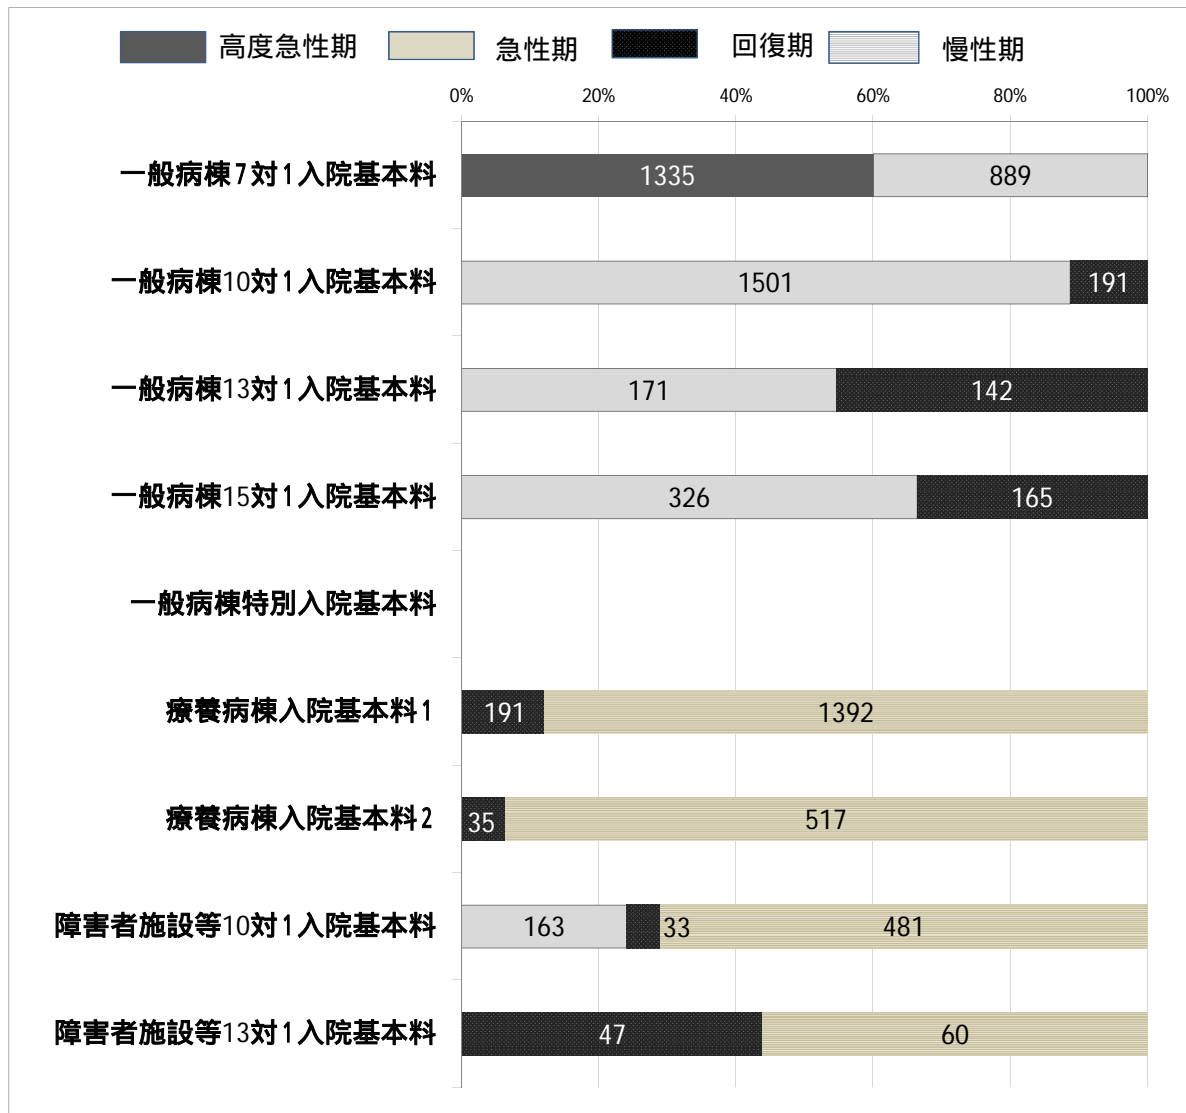 高度急性期 急性期 回復期 慢性期
0% 20% 40% 60% 80% 100%
一般病棟7対1入院基本料 1335 889
一般病棟10対1入院基本料 1501 191
一般病棟13対1入院基本料 171 142
一般病棟15対1入院基本料 326 165
一般病棟特別入院基本料
療養病棟入院基本料1 191 1392
療養病棟入院基本料2 35 517
障害者施設等10対1入院基本料 163 33 481
障害者施設等13対1入院基本料 47 60